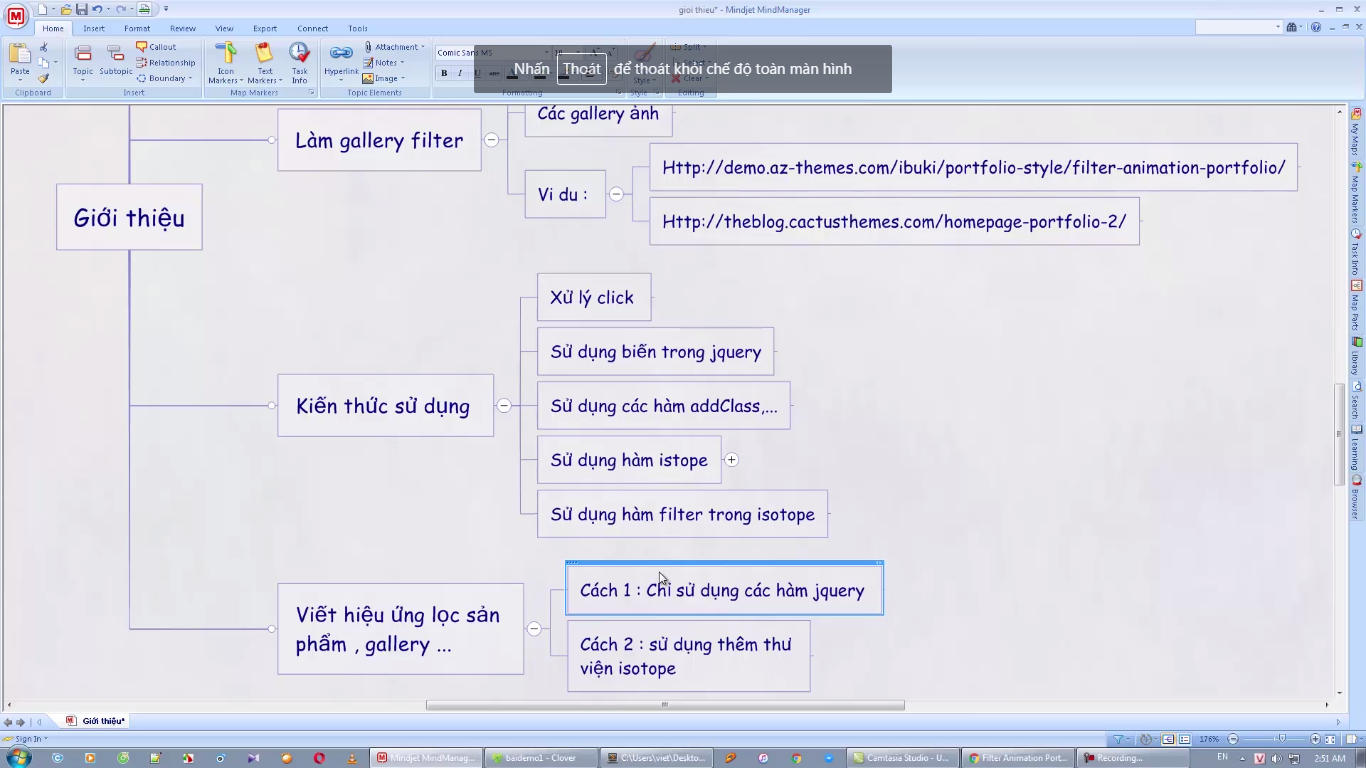 gioi thieu* - Mindjet MindManager
Home Insert Format Review View Export Connect Tools
Paste
Topic Subtopic
Callout
Relationship
Boundary
Icon Markers
Text Markers
Task Info
Hyperlink
Attachment
Notes
Image
Comic Sans MS
B I
Split
Clear
Clipboard Insert Map Markers Topic Elements Formatting Style Editing
Nhấn Thoát để thoát khỏi chế độ toàn màn hình
Các gallery ảnh
Làm gallery filter
Http://demo.az-themes.com/ibuki/portfolio-style/filter-animation-portfolio/
Vi du :
Http://theblog.cactusthemes.com/homepage-portfolio-2/
Giới thiệu
Xử lý click
Sử dụng biến trong jquery
Kiến thức sử dụng
Sử dụng các hàm addClass,...
Sử dụng hàm istope
Sử dụng hàm filter trong isotope
Cách 1 : Chỉ sử dụng các hàm jquery
Viết hiệu ứng lọc sản
phẩm , gallery ...
Cách 2 : sử dụng thêm thư
viện isotope
My Maps
Map Markers
Task Info
Map Parts
Library
Search
Learning
Browser
Giới thiệu*
Sign In
176%
Mindjet MindManag...
baidemo1 - Clover
C:\Users\viet\Deskto...
Camtasia Studio - U...
Filter Animation Port...
Recording...
EN
2:51 AM